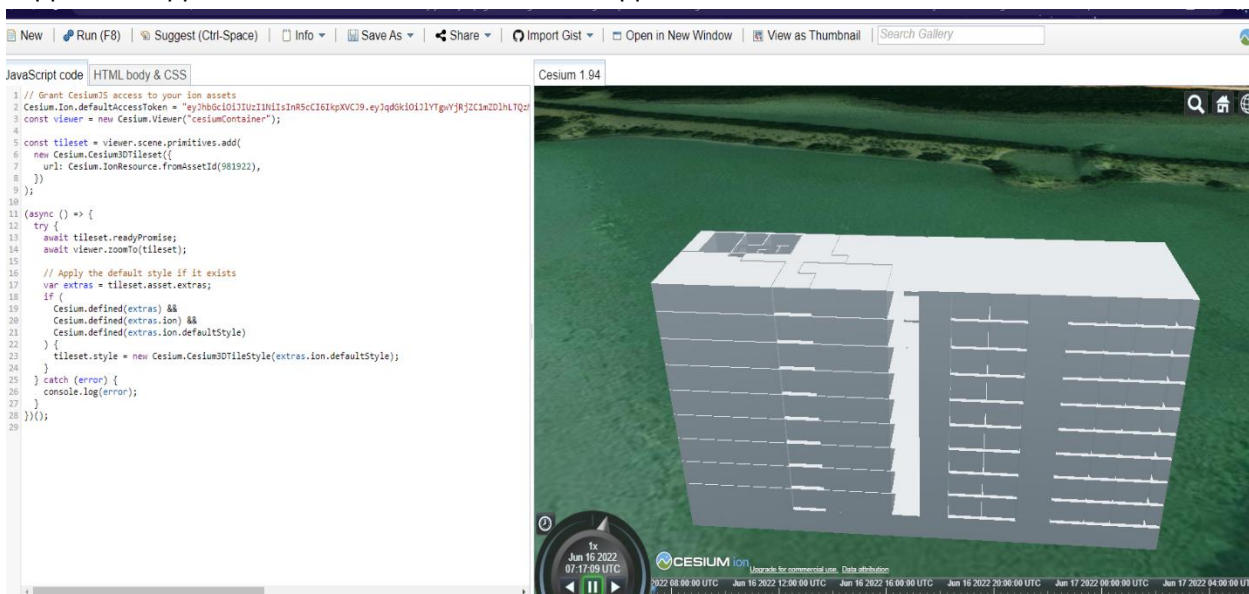 New | Run (F8) | Suggest (Ctrl-Space) | Info | Save As | Share | Import Gist | Open in New Window | View as Thumbnail | Search Gallery
JavaScript code HTML body & CSS
1 // Grant CesiumJS access to your ion assets
2 Cesium.Ion.defaultAccessToken =
3 const viewer = new Cesium.Viewer("cesiumContainer");
4
5 const tileset = viewer.scene.primitives.add(
6 new Cesium.Cesium3DTileset({
7 url: Cesium.IonResource.fromAssetId(981922),
8 })
9 );
10
11 (async () => {
12 try {
13 await tileset.readyPromise;
14 await viewer.zoomTo(tileset);
15
16 // Apply the default style if it exists
17 var extras = tileset.asset.extras;
18 if (
19 Cesium.defined(extras) &&
20 Cesium.defined(extras.ion) &&
21 Cesium.defined(extras.ion.defaultStyle)
22 ) {
23 tileset.style = new Cesium.Cesium3DTileStyle(extras.ion.defaultStyle);
24 }
25 } catch (error) {
26 console.log(error);
27 }
28 })();
29
Cesium 1.94
1x
Jun 16 2022
07:17:09 UTC
CESIUM ion
Upgrade for commercial use. Data attribution
2022 08:00:00 UTC Jun 16 2022 12:00:00 UTC Jun 16 2022 16:00:00 UTC Jun 16 2022 20:00:00 UTC Jun 17 2022 00:00:00 UTC Jun 17 2022 04:00:00